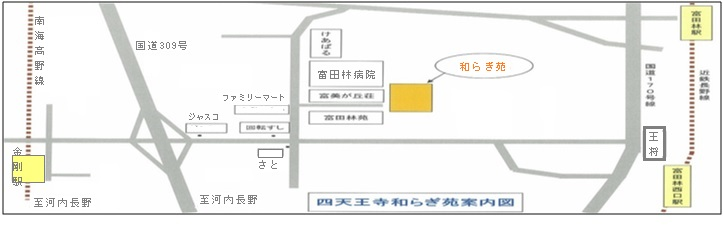 南海高野線
国道309号
けあぱる
富田林病院
富美が丘荘
富田林苑
和らぎ苑
ファミリーマート
ジャスコ
回転ずし
さと
金剛駅
至河内長野
至河内長野
国道170号線
近鉄長野線
富田林駅
王将
富田林西口駅
四天王寺和らぎ苑案内図